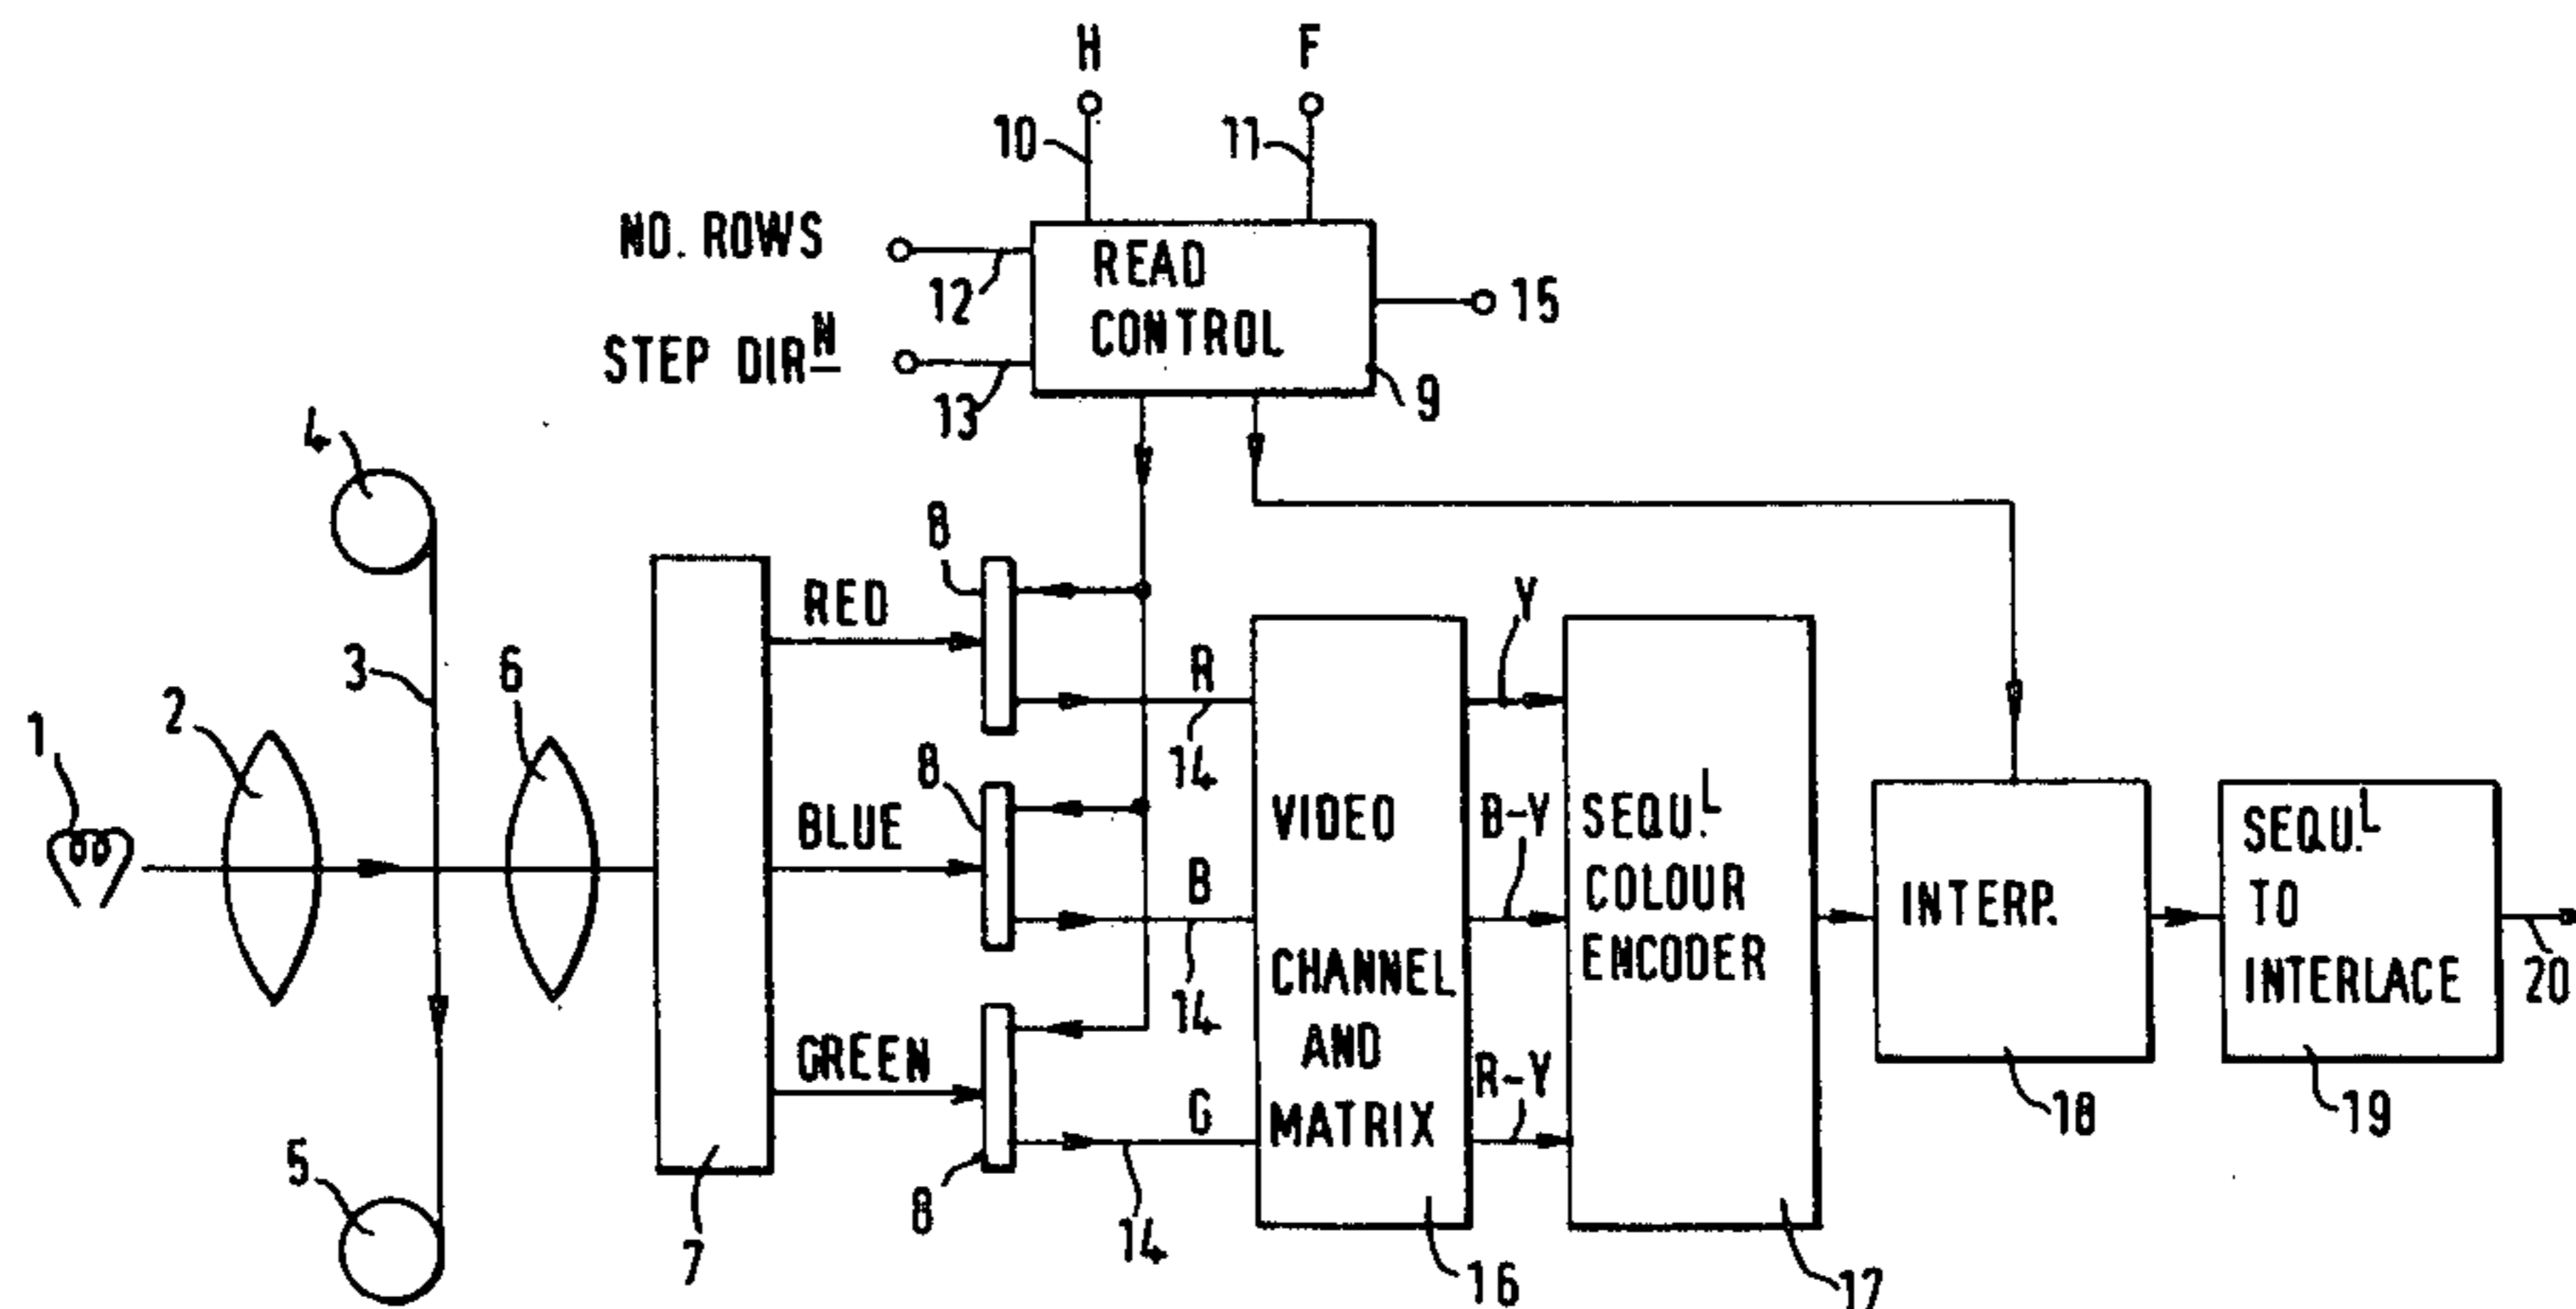 H
F
10
11
NO. ROWS
12
READ
CONTROL
15
STEP DIRN
13
9
4
8
RED
Y
3
6
R
2
14
1
8
BLUE
VIDEO
B-Y
SEQU.L
COLOUR
ENCODER
INTERP.
SEQU.L
TO
INTERLACE
B
14
20
CHANNEL
AND
MATRIX
GREEN
R-Y
G
18
19
5
8
14
7
16
17